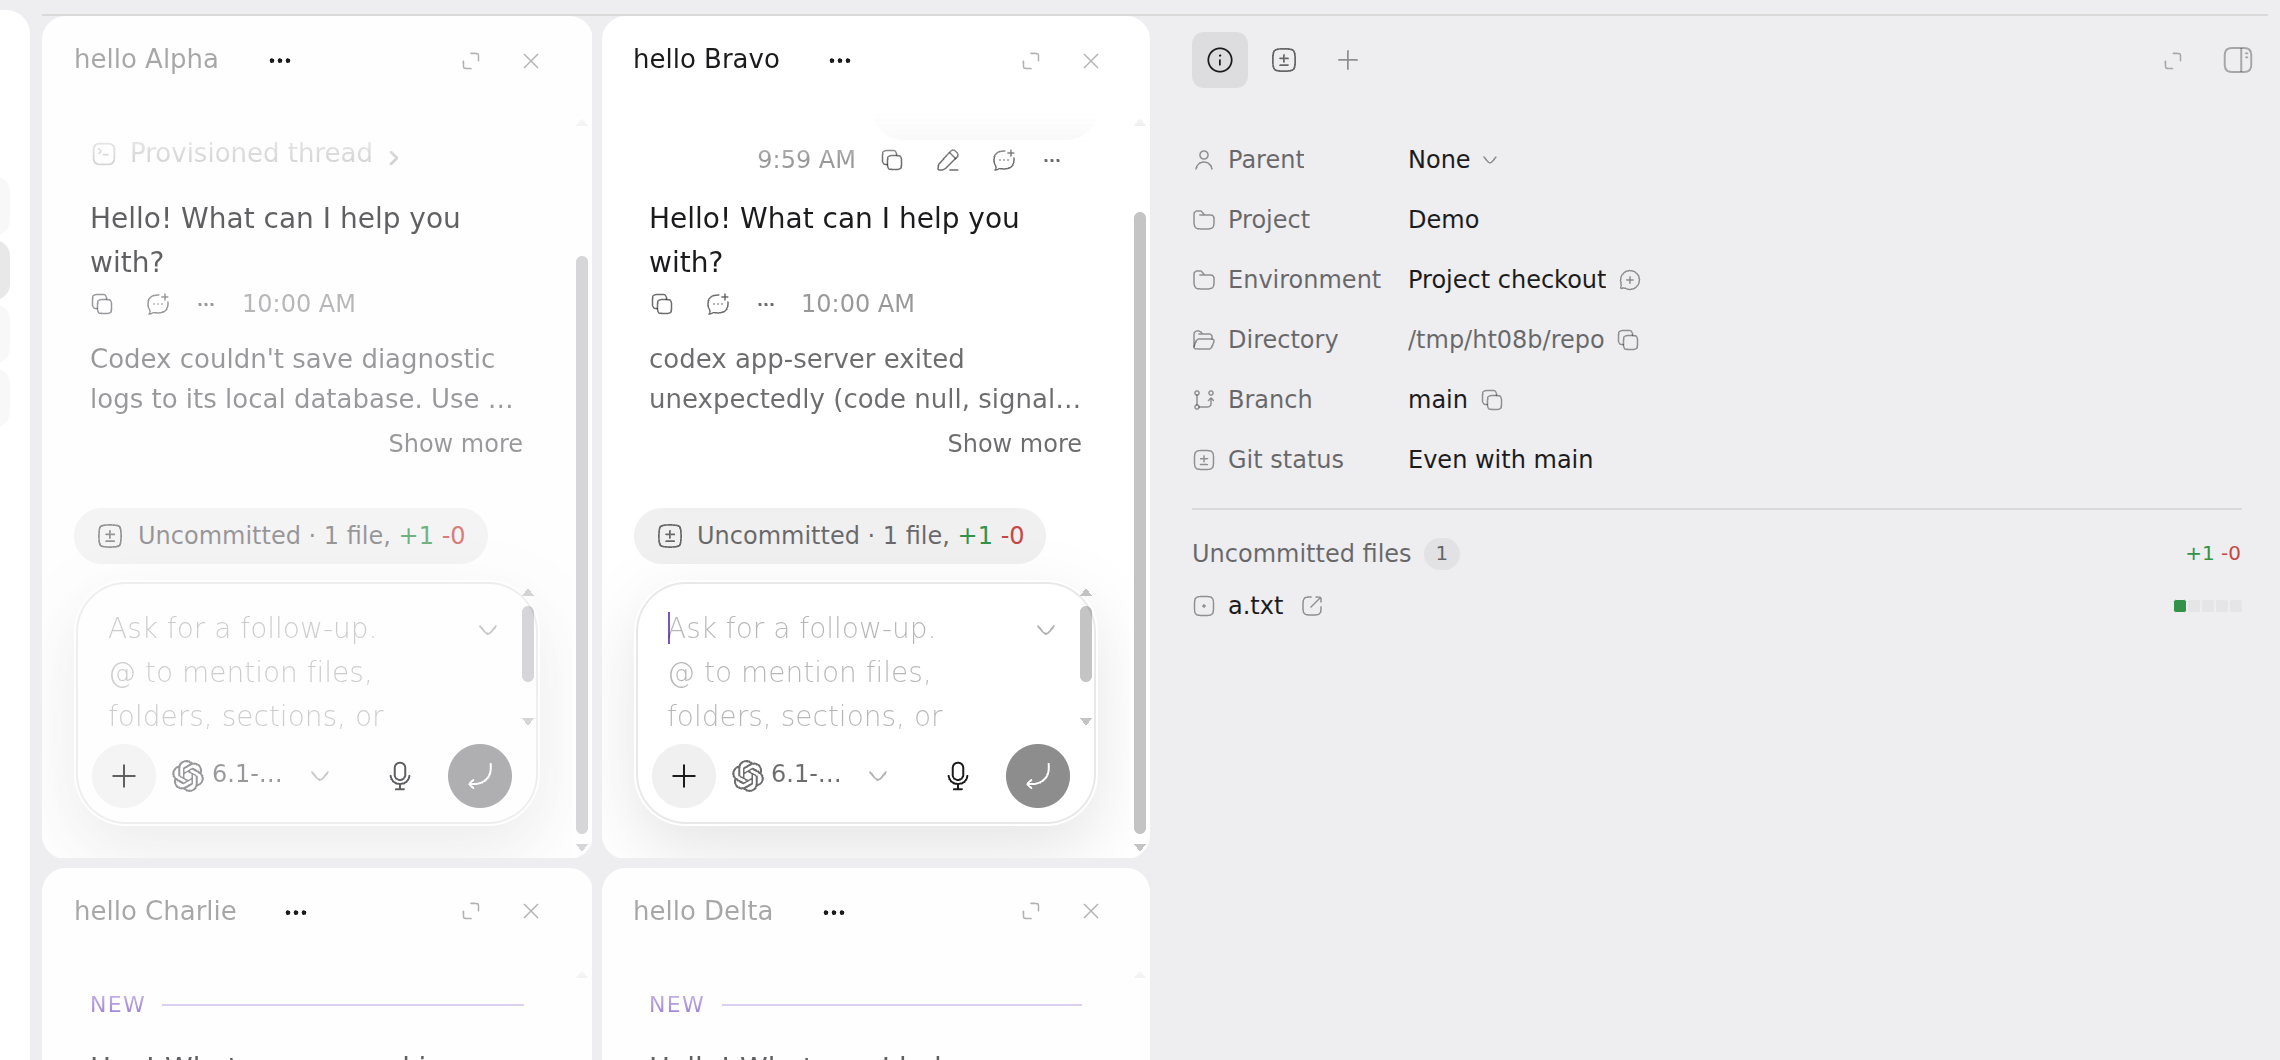 hello Alpha
Provisioned thread
Hello! What can I help you
with?
10:00 AM
Codex couldn't save diagnostic
logs to its local database. Use ...
Show more
Uncommitted · 1 file, +1 -0
Ask for a follow-up.
@ to mention files,
folders, sections, or
6.1-...
hello Bravo
9:59 AM
Hello! What can I help you
with?
10:00 AM
codex app-server exited
unexpectedly (code null, signal...
Show more
Uncommitted · 1 file, +1 -0
Ask for a follow-up.
@ to mention files,
folders, sections, or
6.1-...
hello Charlie
NEW
hello Delta
NEW
Parent None
Project Demo
Environment Project checkout
Directory /tmp/ht08b/repo
Branch main
Git status Even with main
Uncommitted files 1 +1 -0
a.txt